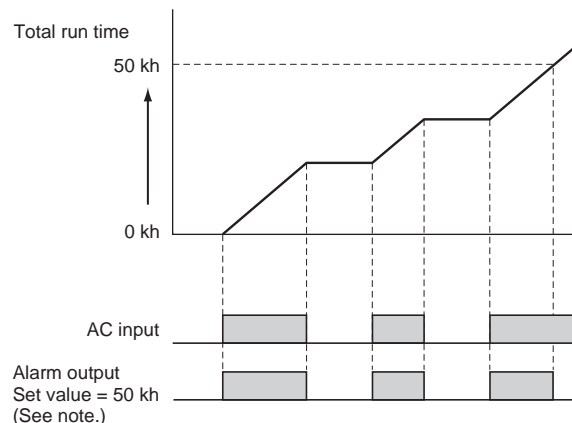 Total run time
50 kh
0 kh
AC input
Alarm output
Set value = 50 kh
(See note.)